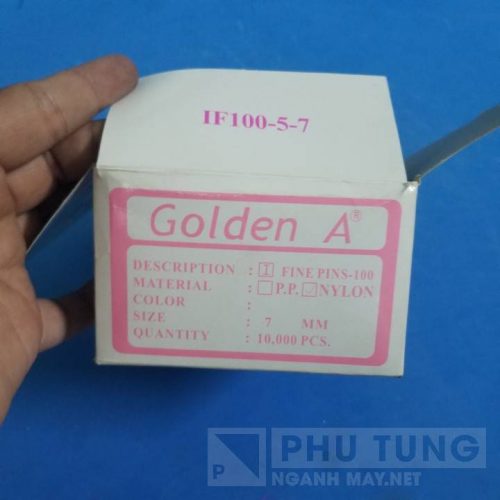 IF100-5-7
Golden A®
DESCRIPTION : I FINE PINS-100
MATERIAL : ☐ P.P. ☑ NYLON
COLOR :
SIZE : 7 MM
QUANTITY : 10,000 PCS.
P PHU TUNG
NGANH MAY.NET